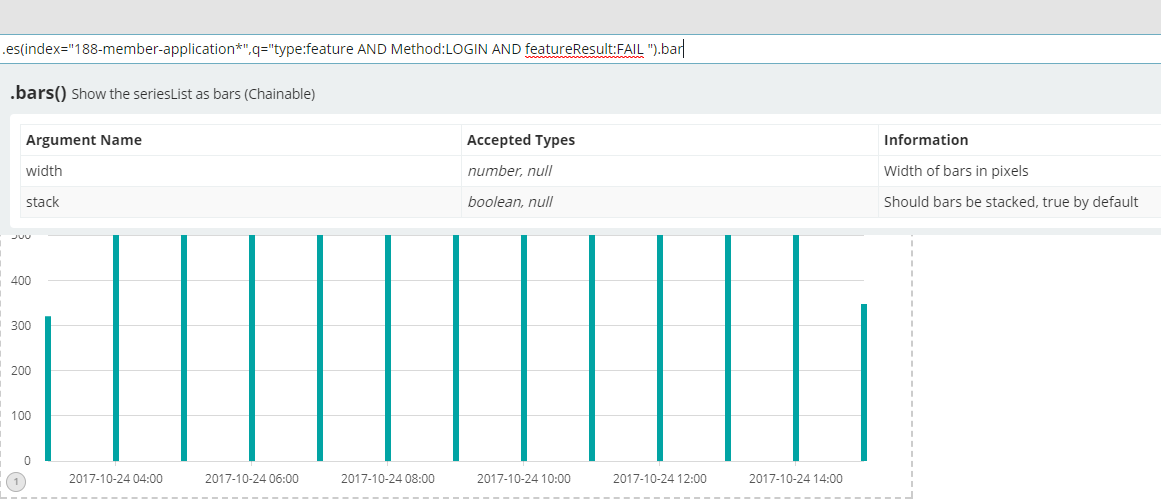 .es(index="188-member-application*",q="type:feature AND Method:LOGIN AND featureResult:FAIL ").bar
.bars() Show the seriesList as bars (Chainable)
Argument Name Accepted Types Information
width number, null Width of bars in pixels
stack boolean, null Should bars be stacked, true by default
500
400
300
200
100
0
2017-10-24 04:00 2017-10-24 06:00 2017-10-24 08:00 2017-10-24 10:00 2017-10-24 12:00 2017-10-24 14:00
1